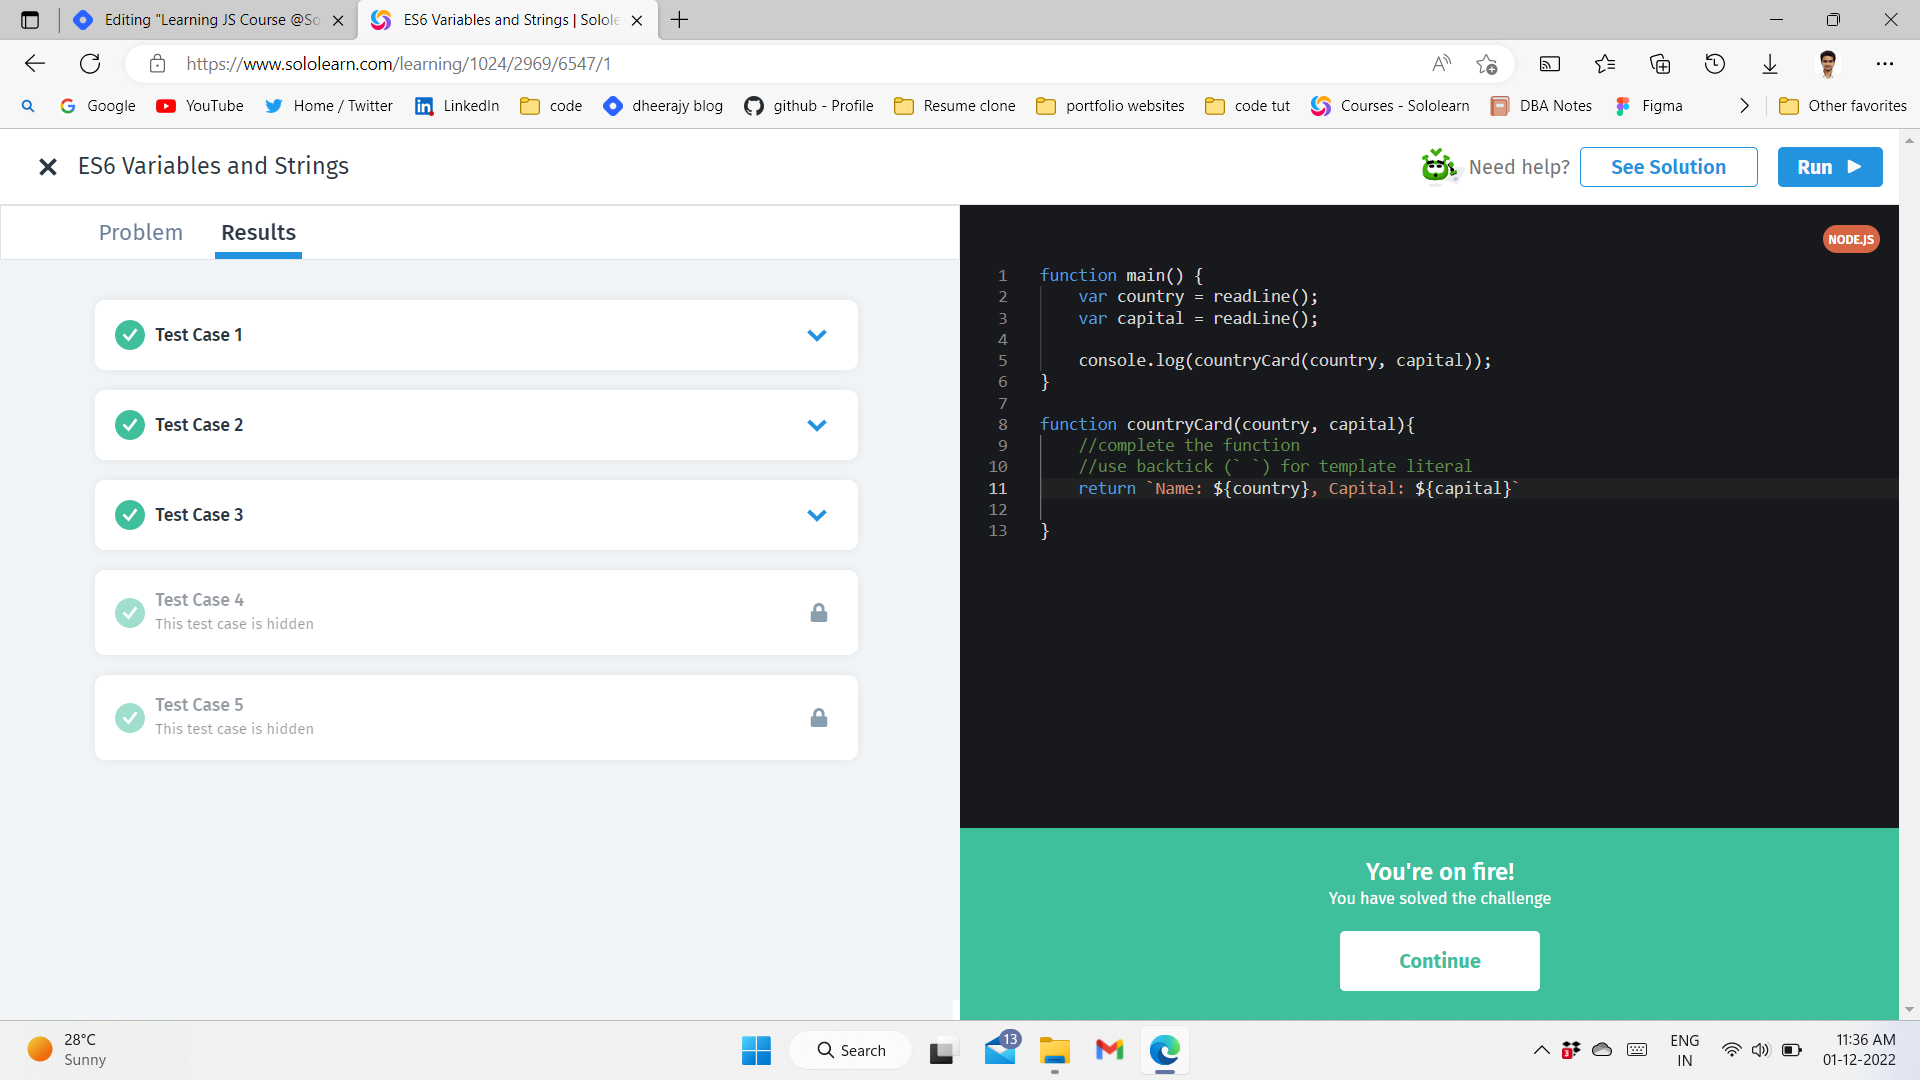 Editing "Learning JS Course @So
ES6 Variables and Strings | Solole
https://www.sololearn.com/learning/1024/2969/6547/1
Google
YouTube
Home / Twitter
LinkedIn
code
dheerajy blog
github - Profile
Resume clone
portfolio websites
code tut
Courses - Sololearn
DBA Notes
Figma
Other favorites
ES6 Variables and Strings
Need help?
See Solution
Run
Problem
Results
Test Case 1
Test Case 2
Test Case 3
Test Case 4
This test case is hidden
Test Case 5
This test case is hidden
NODE.JS
1 function main() {
2 var country = readLine();
3 var capital = readLine();
4
5 console.log(countryCard(country, capital));
6 }
7
8 function countryCard(country, capital){
9 //complete the function
10 //use backtick (` `) for template literal
11 return `Name: ${country}, Capital: ${capital}`
12
13 }
You're on fire!
You have solved the challenge
Continue
28°C
Sunny
Search
13
3
ENG
IN
11:36 AM
01-12-2022